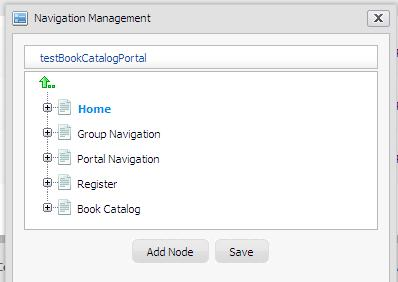 Navigation Management
testBookCatalogPortal
Home
Group Navigation
Portal Navigation
Register
Book Catalog
Add Node
Save